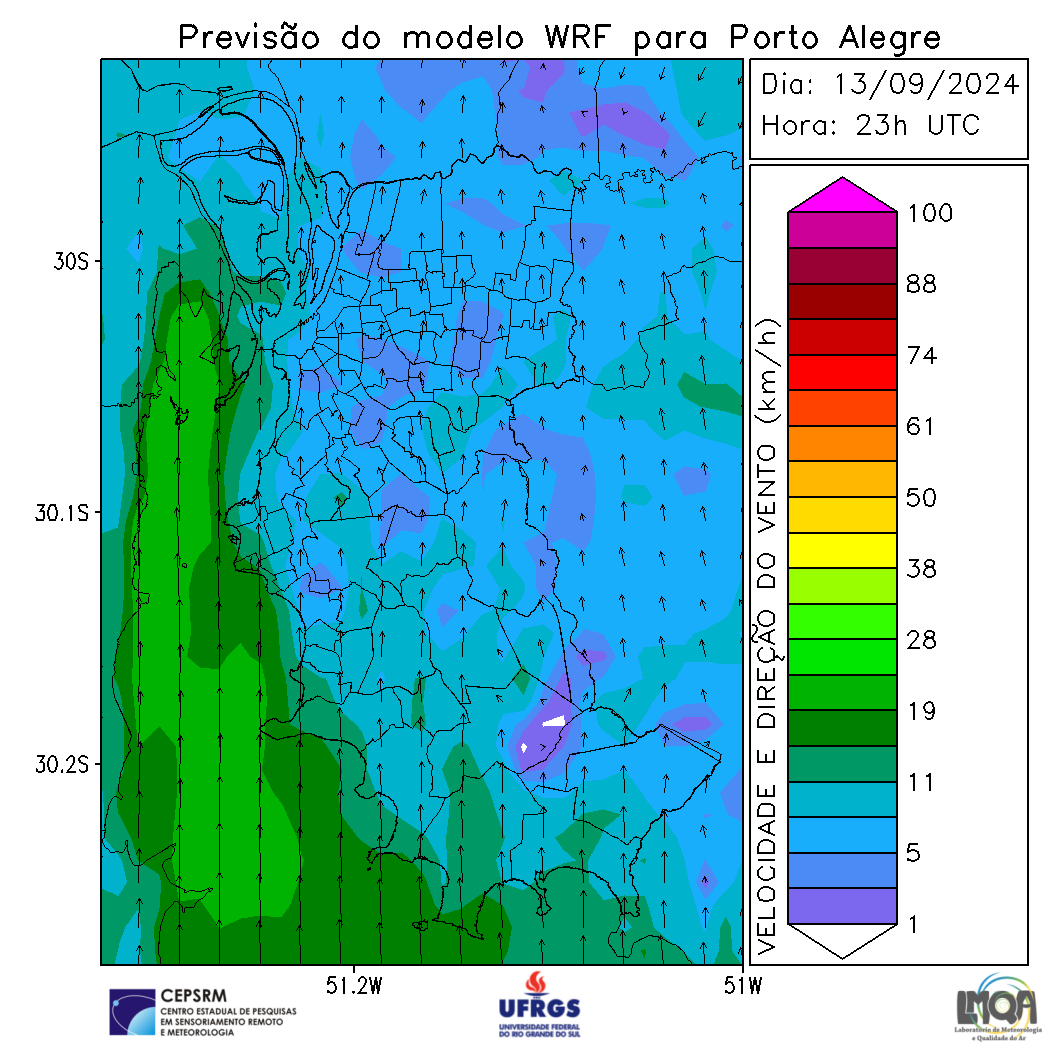 Previsão do modelo WRF para Porto Alegre
Dia: 13/09/2024
Hora: 23h UTC
30S
30.1S
30.2S
51.2W
51W
VELOCIDADE E DIREÇÃO DO VENTO (km/h)
100
88
74
61
50
38
28
19
11
5
1
CEPSRM
CENTRO ESTADUAL DE PESQUISAS
EM SENSORIAMENTO REMOTO
E METEOROLOGIA
UFRGS
UNIVERSIDADE FEDERAL
DO RIO GRANDE DO SUL
LMQA
Laboratório de Meteorologia
e Qualidade do Ar